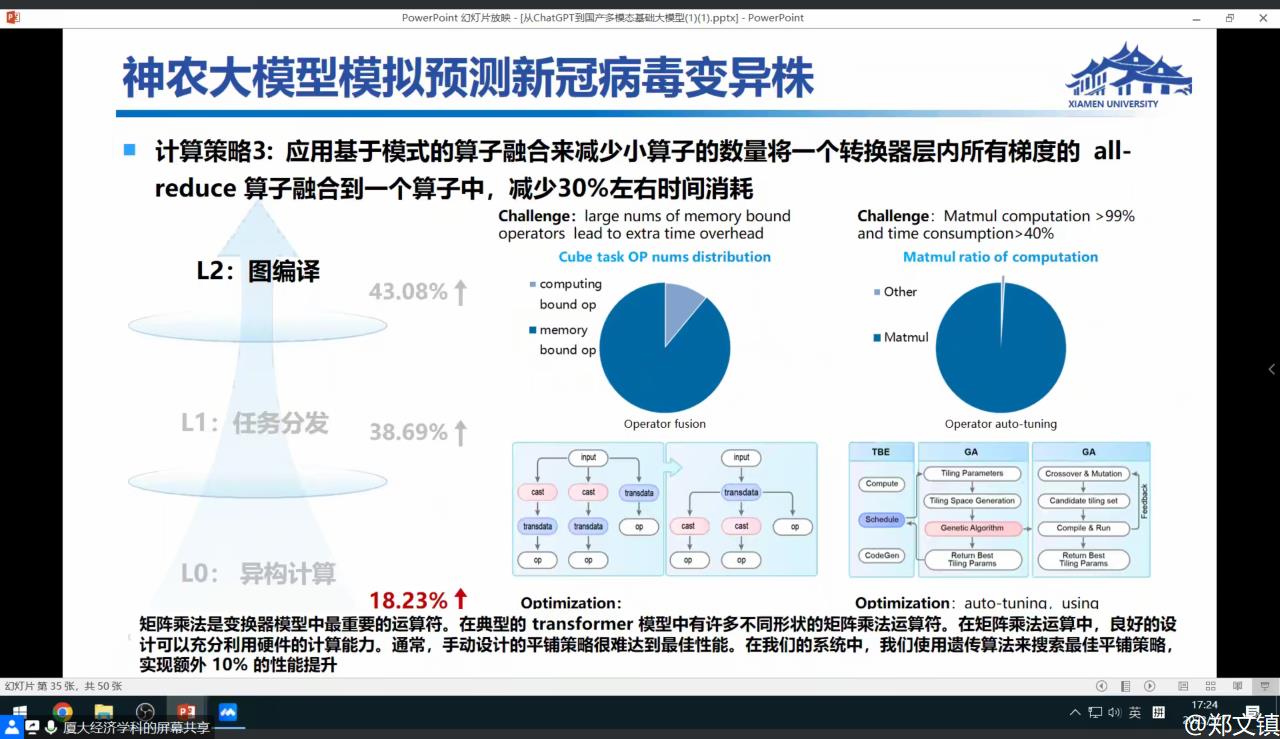 PowerPoint 幻灯片放映 - [从ChatGPT到国产多模态基础大模型(1)(1).pptx] - PowerPoint
神农大模型模拟预测新冠病毒变异株
XIAMEN UNIVERSITY
计算策略3: 应用基于模式的算子融合来减少小算子的数量将一个转换器层内所有梯度的 all-
reduce 算子融合到一个算子中，减少30%左右时间消耗
L2：图编译
43.08%
L1：任务分发
38.69%
L0： 异构计算
18.23%
Challenge：large nums of memory bound
operators lead to extra time overhead
Cube task OP nums distribution
computing
bound op
memory
bound op
Operator fusion
input
cast
cast
transdata
transdata
transdata
op
op
op
input
transdata
cast
cast
op
op
op
Optimization：
Challenge：Matmul computation >99%
and time consumption>40%
Matmul ratio of computation
Other
Matmul
Operator auto-tuning
TBE
Compute
Schedule
CodeGen
GA
Tiling Parameters
Tiling Space Generation
Genetic Algorithm
Return Best
Tiling Params
GA
Crossover & Mutation
Candidate tiling set
Compile & Run
Return Best
Tiling Params
Feedback
Optimization：auto-tuning，using
矩阵乘法是变换器模型中最重要的运算符。在典型的 transformer 模型中有许多不同形状的矩阵乘法运算符。在矩阵乘法运算中，良好的设
计可以充分利用硬件的计算能力。通常，手动设计的平铺策略很难达到最佳性能。在我们的系统中，我们使用遗传算法来搜索最佳平铺策略，
实现额外 10% 的性能提升
幻灯片 第 35 张，共 50 张
英
拼
17:24
厦大经济学科的屏幕共享
@郑文镇